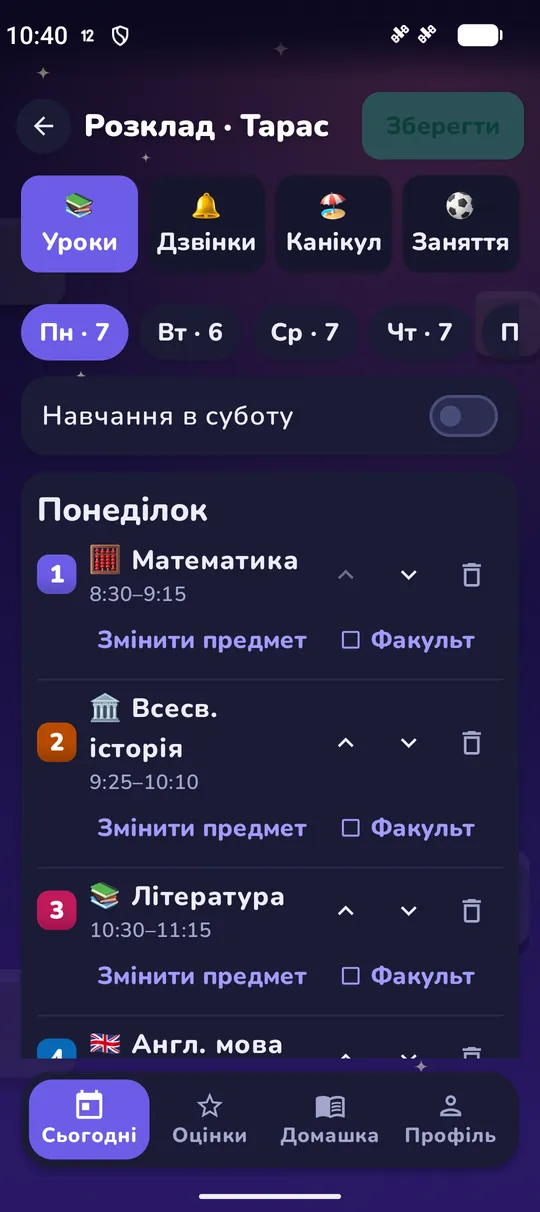 10:40 12
Розклад · Тарас
Зберегти
Уроки
Дзвінки
Канікул
Заняття
Пн · 7
Вт · 6
Ср · 7
Чт · 7
П
Навчання в суботу
Понеділок
1
Математика
8:30–9:15
Змінити предмет
Факульт
2
Всесв.
історія
9:25–10:10
Змінити предмет
Факульт
3
Література
10:30–11:15
Змінити предмет
Факульт
4
Англ. мова
Сьогодні
Оцінки
Домашка
Профіль